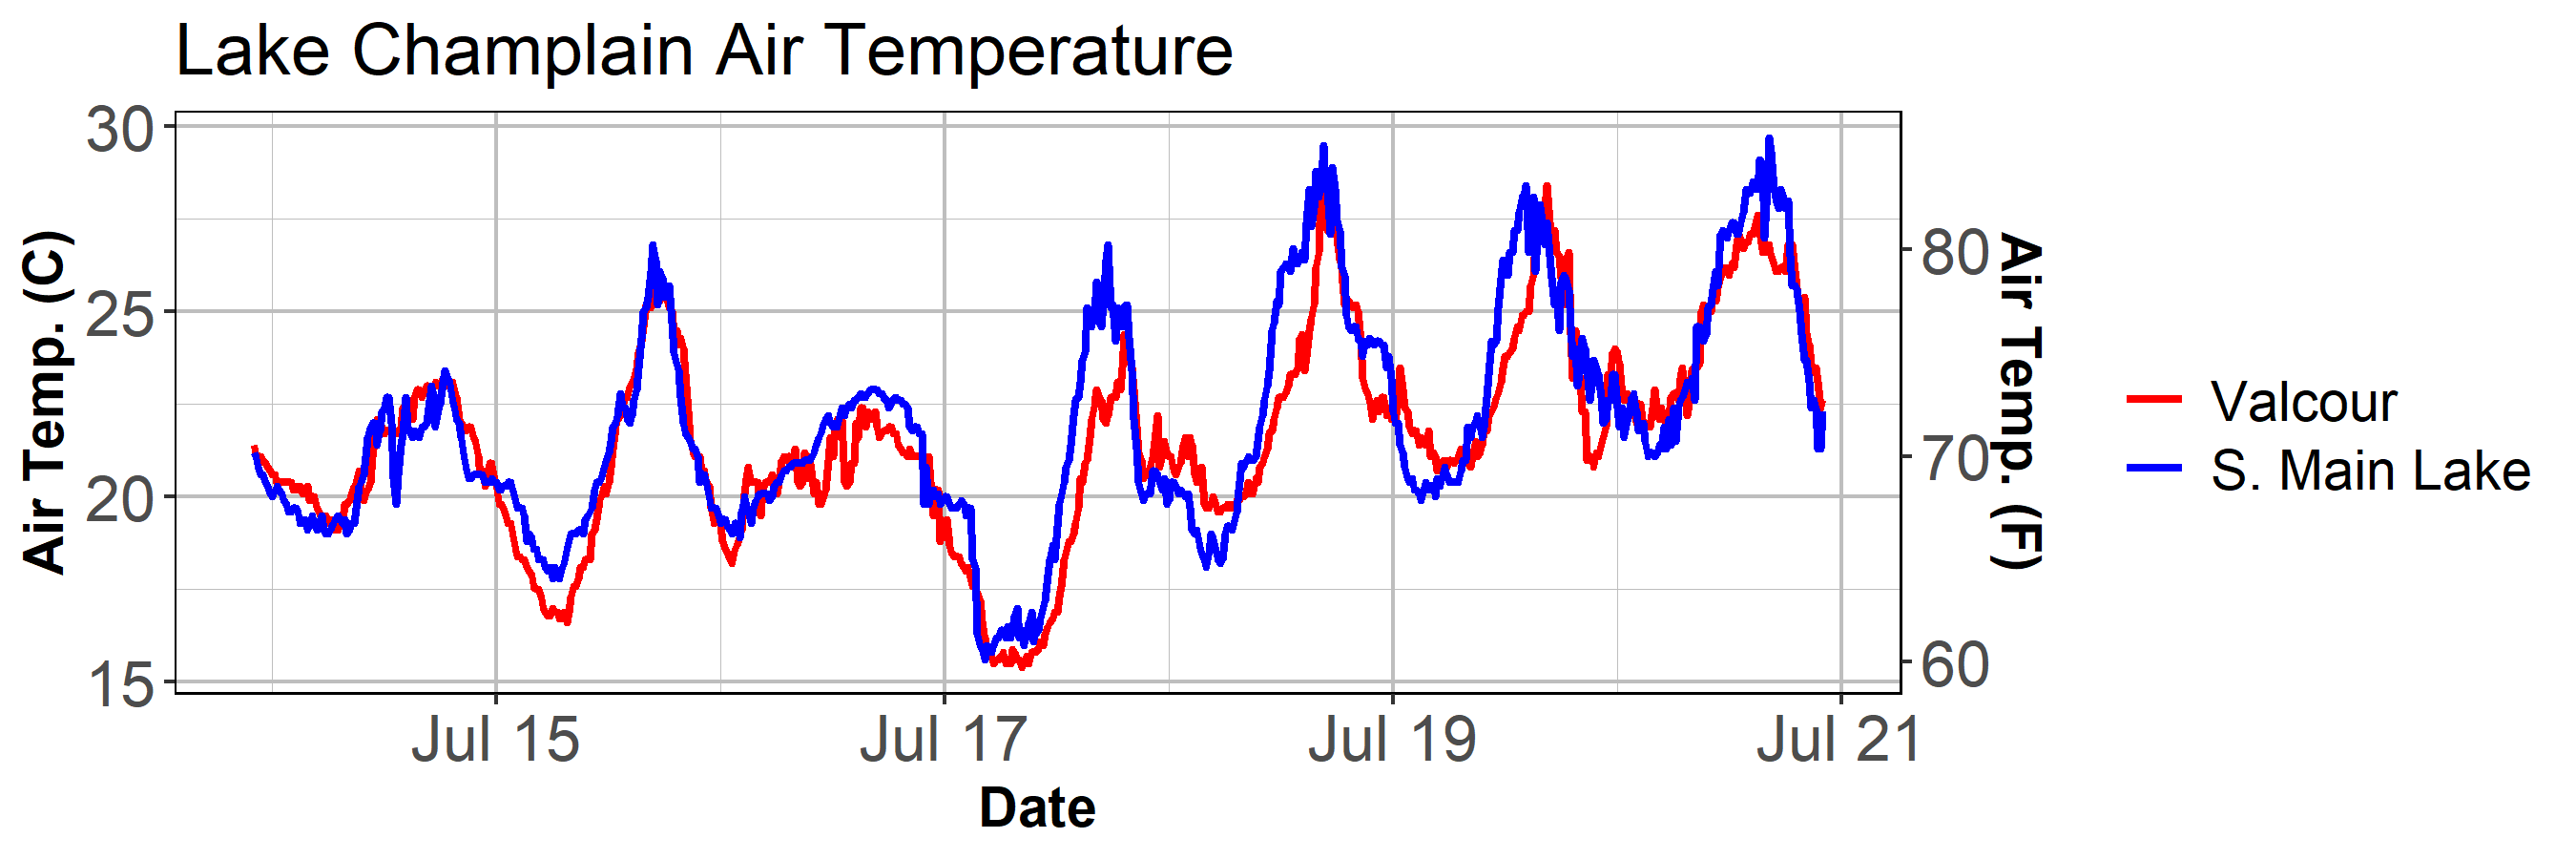 Lake Champlain Air Temperature
Air Temp. (C)
30
25
20
15
80
70
60
Air Temp. (F)
Jul 15
Jul 17
Jul 19
Jul 21
Date
Valcour
S. Main Lake